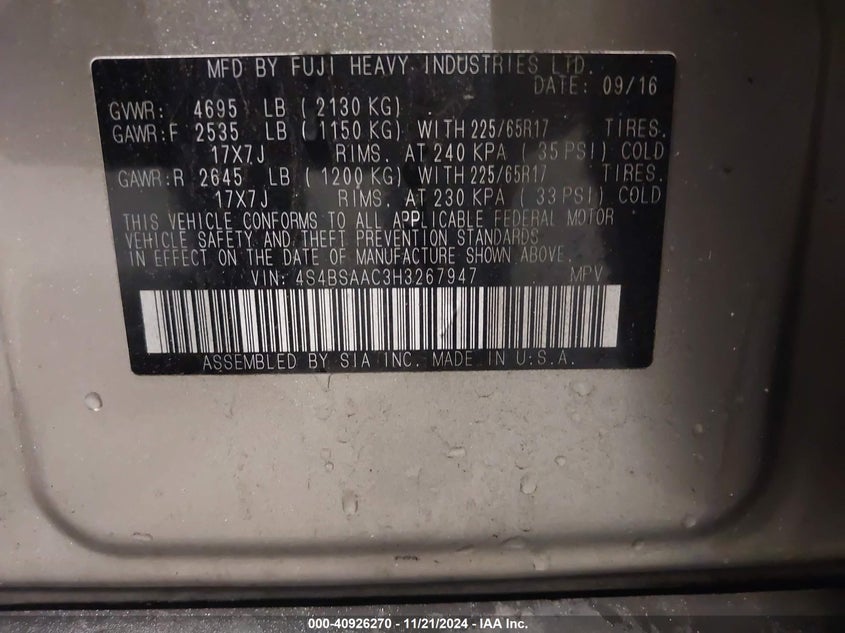 MFD BY FUJI HEAVY INDUSTRIES LTD.
DATE: 09/16
GVWR: 4695 LB ( 2130 KG)
GAWR:F 2535 LB ( 1150 KG) WITH 225/65R17 TIRES.
17X7J RIMS. AT 240 KPA ( 35 PSI) COLD
GAWR:R 2645 LB ( 1200 KG) WITH 225/65R17 TIRES.
17X7J RIMS. AT 230 KPA ( 33 PSI) COLD
THIS VEHICLE CONFORMS TO ALL APPLICABLE FEDERAL MOTOR
VEHICLE SAFETY AND THEFT PREVENTION STANDARDS
IN EFFECT ON THE DATE OF MANUFACTURE SHOWN ABOVE.
VIN: 4S4BSAAC3H3267947 MPV
ASSEMBLED BY SIA INC. MADE IN U.S.A.
000-40926270 - 11/21/2024 - IAA Inc.